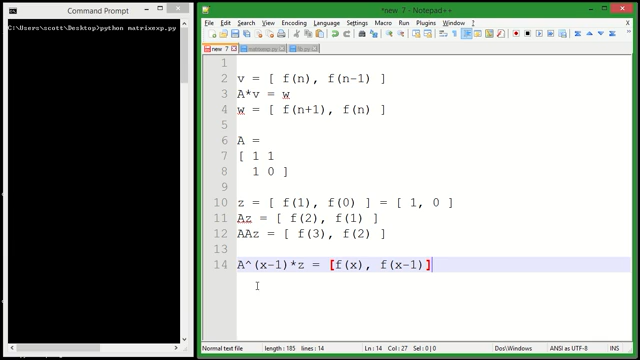 Command Prompt
C:\Users\scott\Desktop>python matrixexp.py
*new 7 - Notepad++
File Edit Search View Encoding Language Settings Macro Run Plugins Window ?
new 7 matrixexp.py fib.py
1
2 v = [ f(n), f(n-1) ]
3 A*v = w
4 w = [ f(n+1), f(n) ]
5
6 A =
7 [ 1 1
8 1 0 ]
9
10 z = [ f(1), f(0) ] = [ 1, 0 ]
11 Az = [ f(2), f(1) ]
12 AAz = [ f(3), f(2) ]
13
14 A^(x-1)*z = [f(x), f(x-1)]
Normal text file length : 185 lines : 14 Ln : 14 Col : 27 Sel : 0 | 0 Dos\Windows ANSI as UTF-8 INS